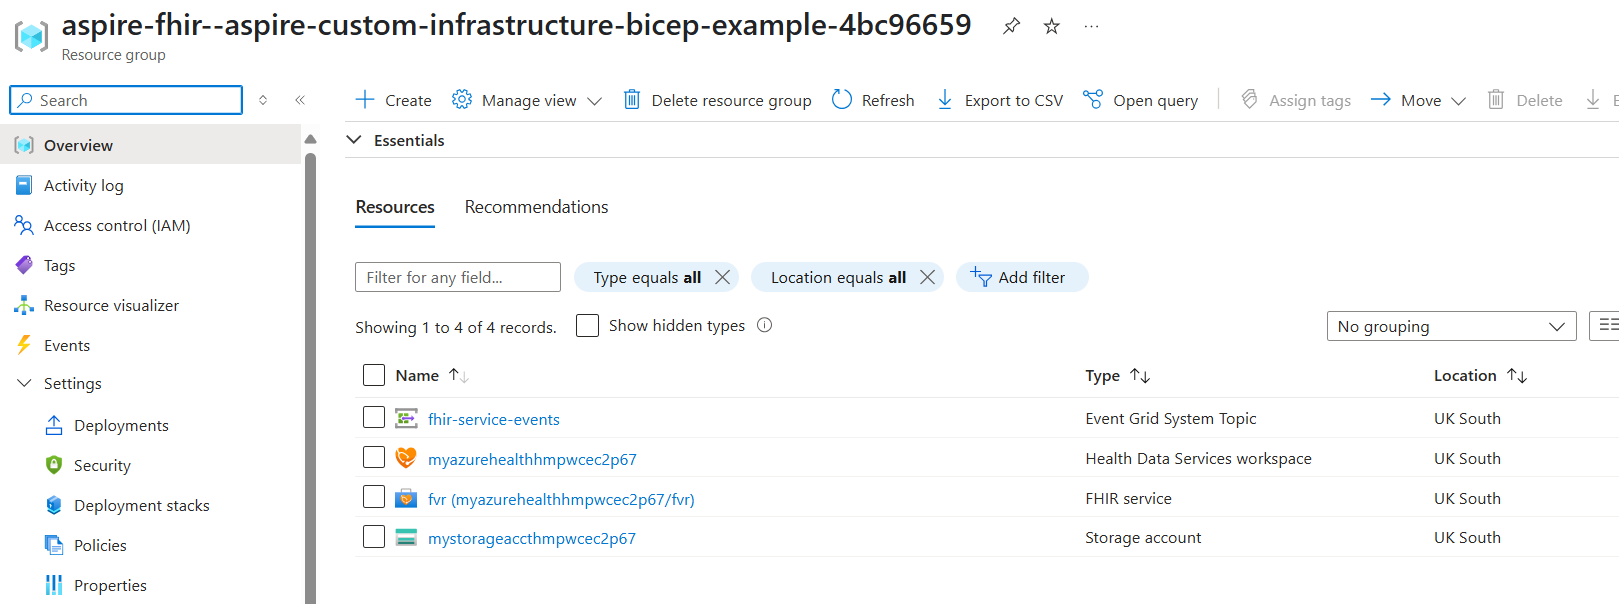 aspire-fhir--aspire-custom-infrastructure-bicep-example-4bc96659
Resource group
Search
Create Manage view Delete resource group Refresh Export to CSV Open query Assign tags Move Delete
Essentials
Overview
Activity log
Access control (IAM)
Tags
Resource visualizer
Events
Settings
Deployments
Security
Deployment stacks
Policies
Properties
Resources Recommendations
Filter for any field... Type equals all Location equals all Add filter
Showing 1 to 4 of 4 records. Show hidden types No grouping
Name Type Location
fhir-service-events Event Grid System Topic UK South
myazurehealthhmpwcec2p67 Health Data Services workspace UK South
fvr (myazurehealthhmpwcec2p67/fvr) FHIR service UK South
mystorageaccthmpwcec2p67 Storage account UK South